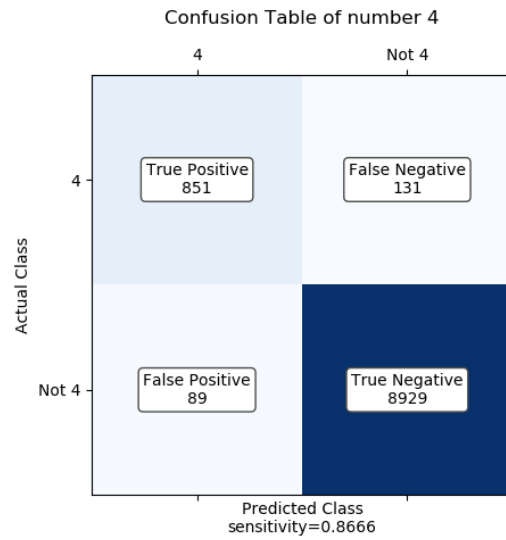 Confusion Table of number 4
4 Not 4
4
True Positive
851
False Negative
131
Actual Class
Not 4
False Positive
89
True Negative
8929
Predicted Class
sensitivity=0.8666